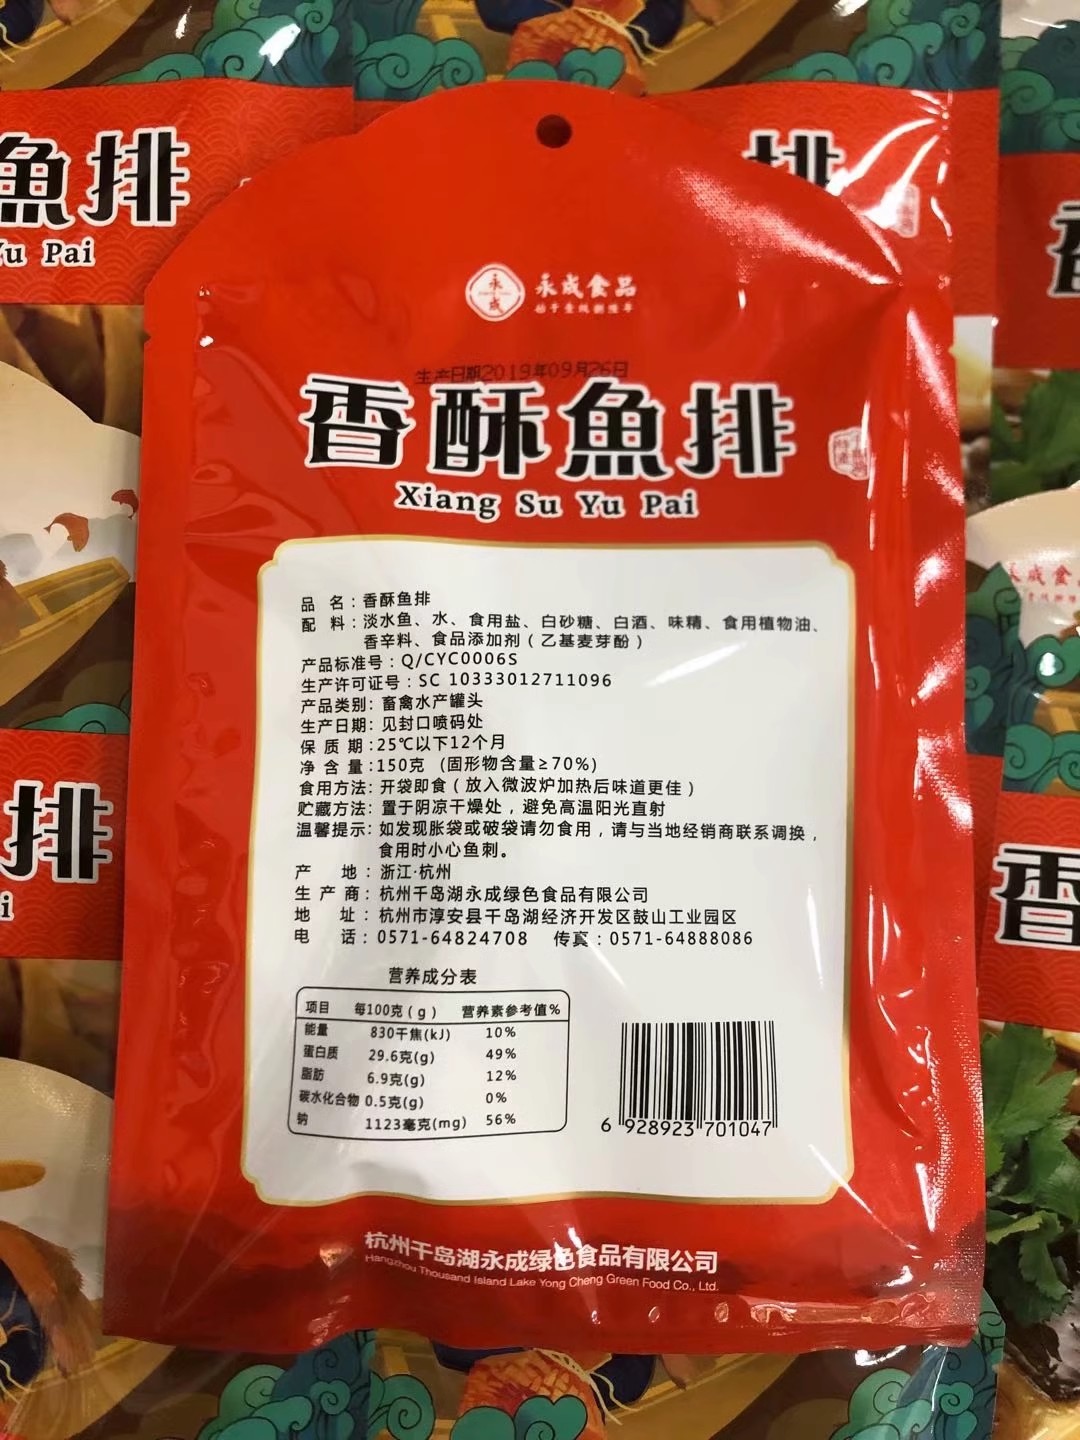 魚排
Yu Pai
排
永成
永成食品
生产日期2019年09月26日
香酥魚排
Xiang Su Yu Pai
品 名：香酥鱼排
配 料：淡水鱼、水、食用盐、白砂糖、白酒、味精、食用植物油、
香辛料、食品添加剂（乙基麦芽酚）
产品标准号：Q/CYC0006S
生产许可证号：SC 10333012711096
产品类别：畜禽水产罐头
生产日期：见封口喷码处
保 质 期：25℃以下12个月
净 含 量：150克（固形物含量≥70%）
食用方法：开袋即食（放入微波炉加热后味道更佳）
贮藏方法：置于阴凉干燥处，避免高温阳光直射
温馨提示：如发现胀袋或破袋请勿食用，请与当地经销商联系调换，
食用时小心鱼刺。
产 地：浙江·杭州
生 产 商：杭州千岛湖永成绿色食品有限公司
地 址：杭州市淳安县千岛湖经济开发区鼓山工业园区
电 话：0571-64824708 传真：0571-64888086
营养成分表
项目 每100克（g） 营养素参考值%
能量 830千焦(kJ) 10%
蛋白质 29.6克(g) 49%
脂肪 6.9克(g) 12%
碳水化合物 0.5克(g) 0%
钠 1123毫克(mg) 56%
6 928923 701047
杭州千岛湖永成绿色食品有限公司
Hangzhou Thousand Island Lake Yong Cheng Green Food Co., Ltd.
排
i
香
永成食